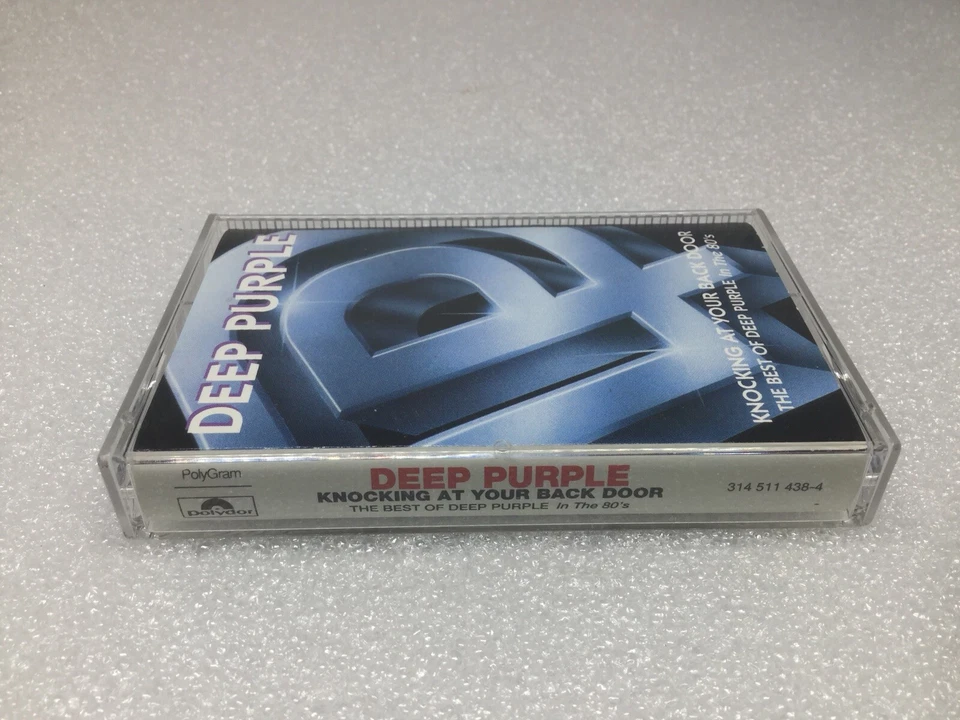 DEEP PURPLE
KNOCKING AT YOUR BACK DOOR
THE BEST OF DEEP PURPLE In The 80's
PolyGram
Polydor
DEEP PURPLE
KNOCKING AT YOUR BACK DOOR
THE BEST OF DEEP PURPLE In The 80's
314 511 438-4